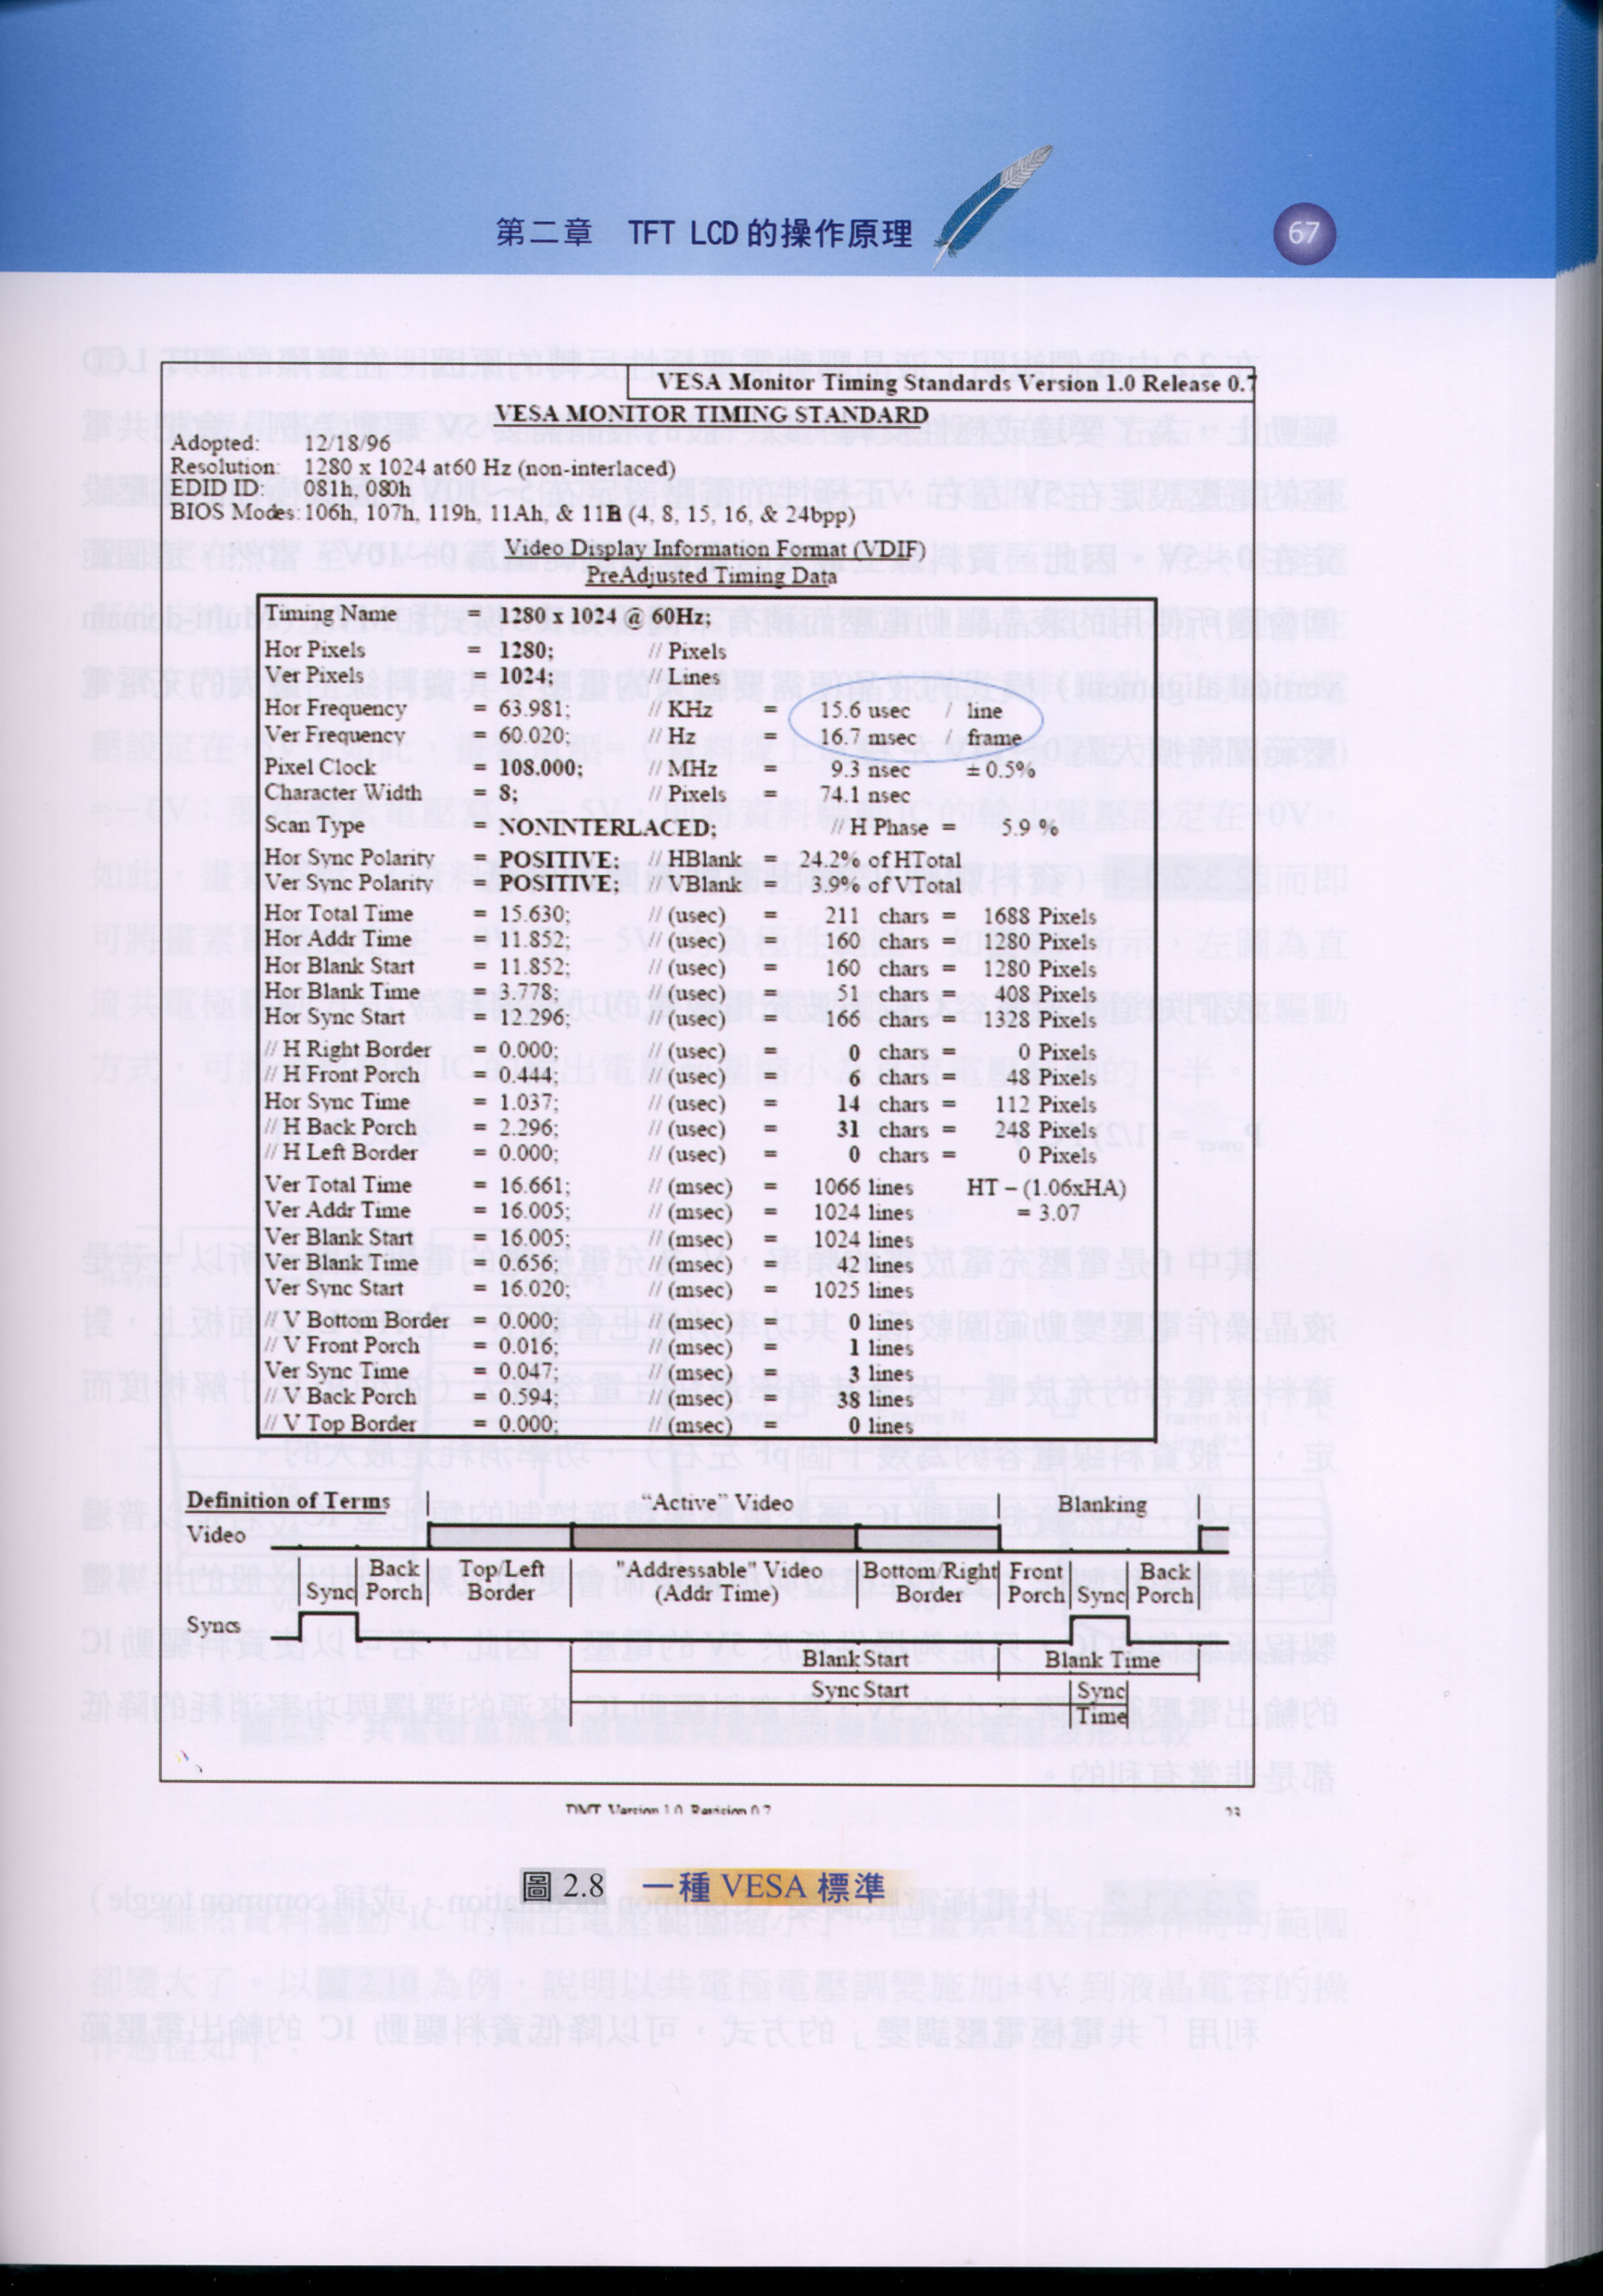 第二章 TFT LCD的操作原理
67
VESA Monitor Timing Standards Version 1.0 Release 0.7
VESA MONITOR TIMING STANDARD
Adopted: 12/18/96
Resolution: 1280 x 1024 at 60 Hz (non-interlaced)
EDID ID: 081h, 080h
BIOS Modes: 106h, 107h, 119h, 11Ah, & 11B (4, 8, 15, 16, & 24bpp)
Video Display Information Format (VDIF)
PreAdjusted Timing Data
Timing Name = 1280 x 1024 @ 60Hz;
Hor Pixels = 1280; // Pixels
Ver Pixels = 1024; // Lines
Hor Frequency = 63.981; // KHz = 15.6 usec / line
Ver Frequency = 60.020; // Hz = 16.7 msec / frame
Pixel Clock = 108.000; // MHz = 9.3 nsec ± 0.5%
Character Width = 8; // Pixels = 74.1 nsec
Scan Type = NONINTERLACED; // H Phase = 5.9 %
Hor Sync Polarity = POSITIVE; // HBlank = 24.2% of HTotal
Ver Sync Polarity = POSITIVE; // VBlank = 3.9% of VTotal
Hor Total Time = 15.630; // (usec) = 211 chars = 1688 Pixels
Hor Addr Time = 11.852; // (usec) = 160 chars = 1280 Pixels
Hor Blank Start = 11.852; // (usec) = 160 chars = 1280 Pixels
Hor Blank Time = 3.778; // (usec) = 51 chars = 408 Pixels
Hor Sync Start = 12.296; // (usec) = 166 chars = 1328 Pixels
// H Right Border = 0.000; // (usec) = 0 chars = 0 Pixels
// H Front Porch = 0.444; // (usec) = 6 chars = 48 Pixels
Hor Sync Time = 1.037; // (usec) = 14 chars = 112 Pixels
// H Back Porch = 2.296; // (usec) = 31 chars = 248 Pixels
// H Left Border = 0.000; // (usec) = 0 chars = 0 Pixels
Ver Total Time = 16.661; // (msec) = 1066 lines HT – (1.06xHA)
Ver Addr Time = 16.005; // (msec) = 1024 lines = 3.07
Ver Blank Start = 16.005; // (msec) = 1024 lines
Ver Blank Time = 0.656; // (msec) = 42 lines
Ver Sync Start = 16.020; // (msec) = 1025 lines
// V Bottom Border = 0.000; // (msec) = 0 lines
// V Front Porch = 0.016; // (msec) = 1 lines
Ver Sync Time = 0.047; // (msec) = 3 lines
// V Back Porch = 0.594; // (msec) = 38 lines
// V Top Border = 0.000; // (msec) = 0 lines
Definition of Terms "Active" Video Blanking
Video
Back Top/Left "Addressable" Video Bottom/Right Front Back
Sync Porch Border (Addr Time) Border Porch Sync Porch
Syncs
Blank Start Blank Time
Sync Start Sync
Time
DMT Version 1.0 Revision 0.7 23
圖 2.8 一種 VESA 標準